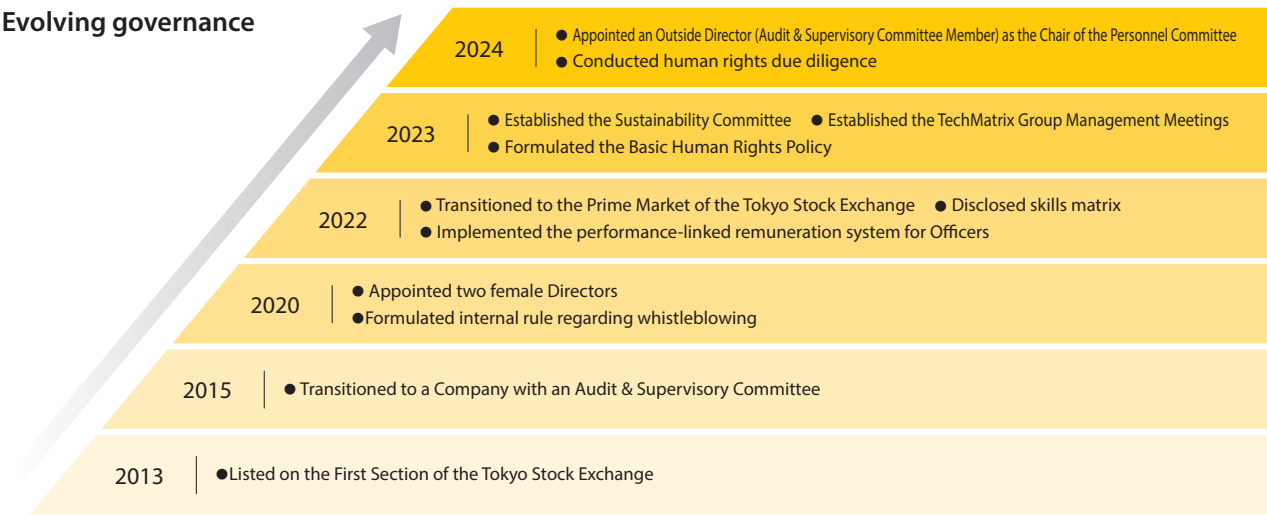 Evolving governance
2024
● Appointed an Outside Director (Audit & Supervisory Committee Member) as the Chair of the Personnel Committee
● Conducted human rights due diligence
2023
● Established the Sustainability Committee ● Established the TechMatrix Group Management Meetings
● Formulated the Basic Human Rights Policy
2022
● Transitioned to the Prime Market of the Tokyo Stock Exchange ● Disclosed skills matrix
● Implemented the performance-linked remuneration system for Officers
2020
● Appointed two female Directors
●Formulated internal rule regarding whistleblowing
2015
● Transitioned to a Company with an Audit & Supervisory Committee
2013
●Listed on the First Section of the Tokyo Stock Exchange